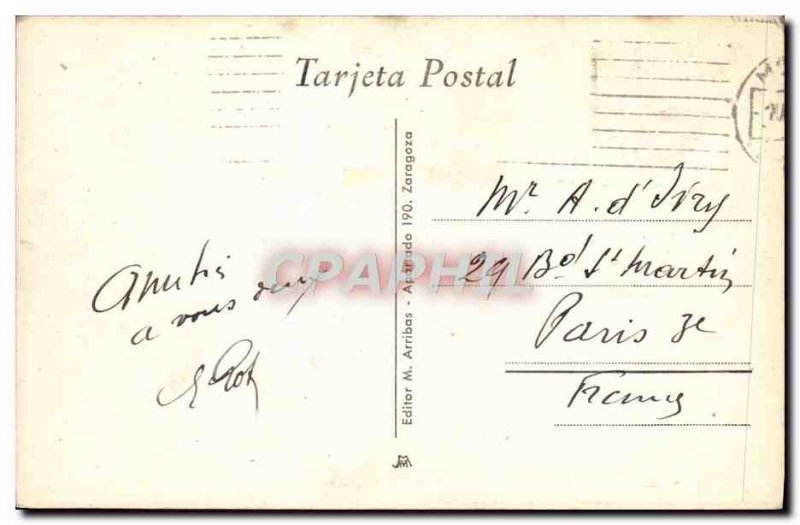 Tarjeta Postal
à vous deux
Editor M. Arribas - Apartado 190. Zaragoza
Mr A. d'Ivry
29 Bd St Martin
Paris 3e
France
CPAPHIL